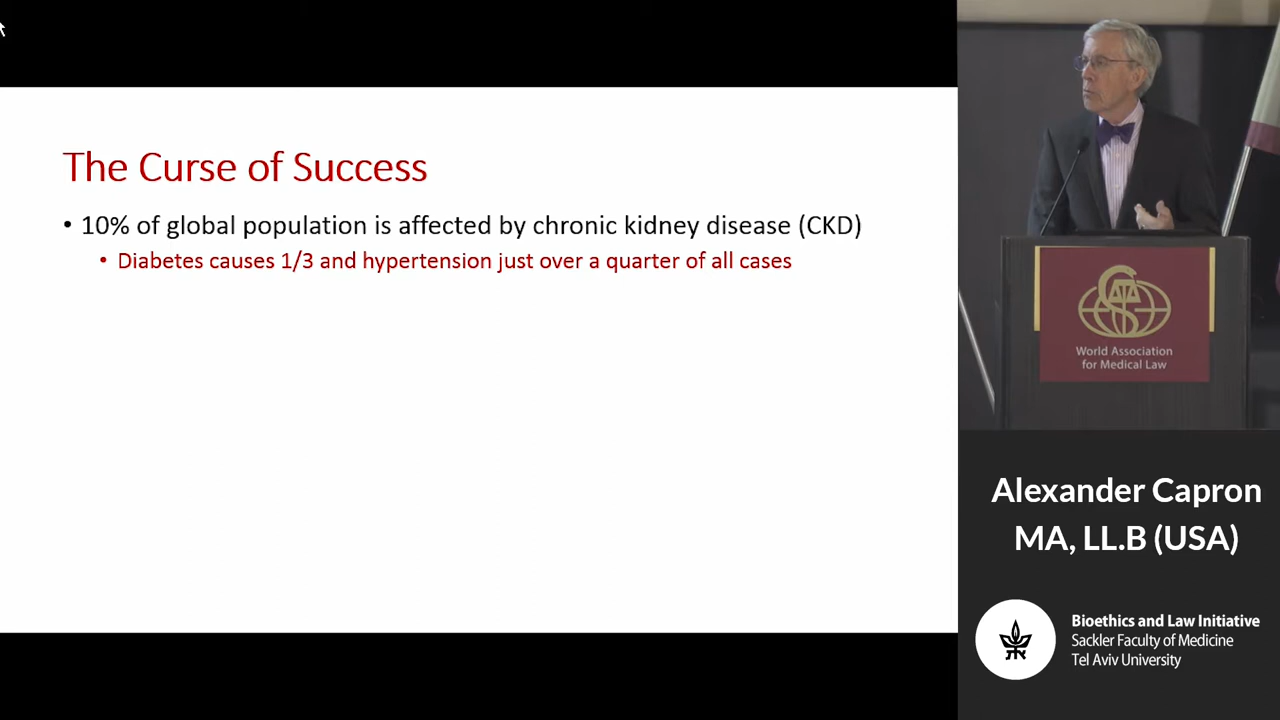 The Curse of Success
• 10% of global population is affected by chronic kidney disease (CKD)
• Diabetes causes 1/3 and hypertension just over a quarter of all cases
World Association
for Medical Law
Alexander Capron
MA, LL.B (USA)
Bioethics and Law Initiative
Sackler Faculty of Medicine
Tel Aviv University